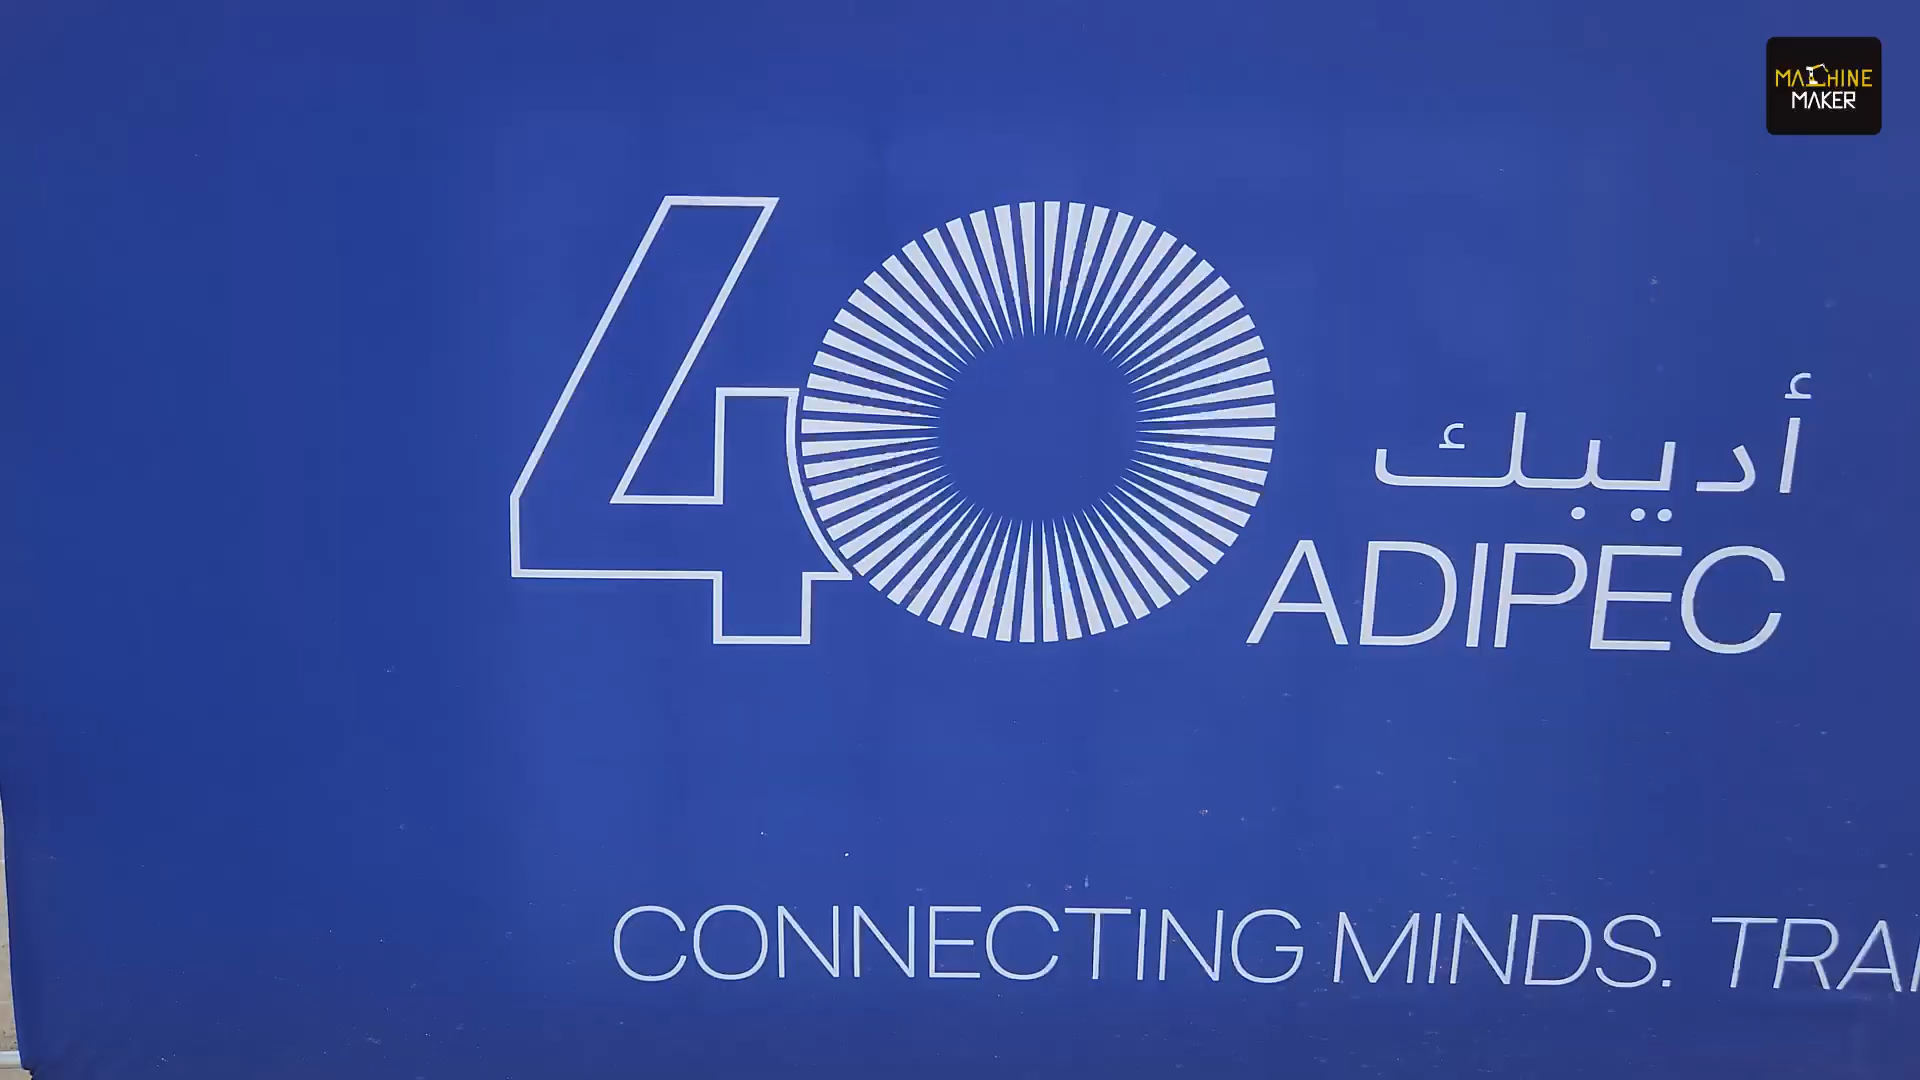 MACHINE
MAKER
40
أديبك
ADIPEC
CONNECTING MINDS.